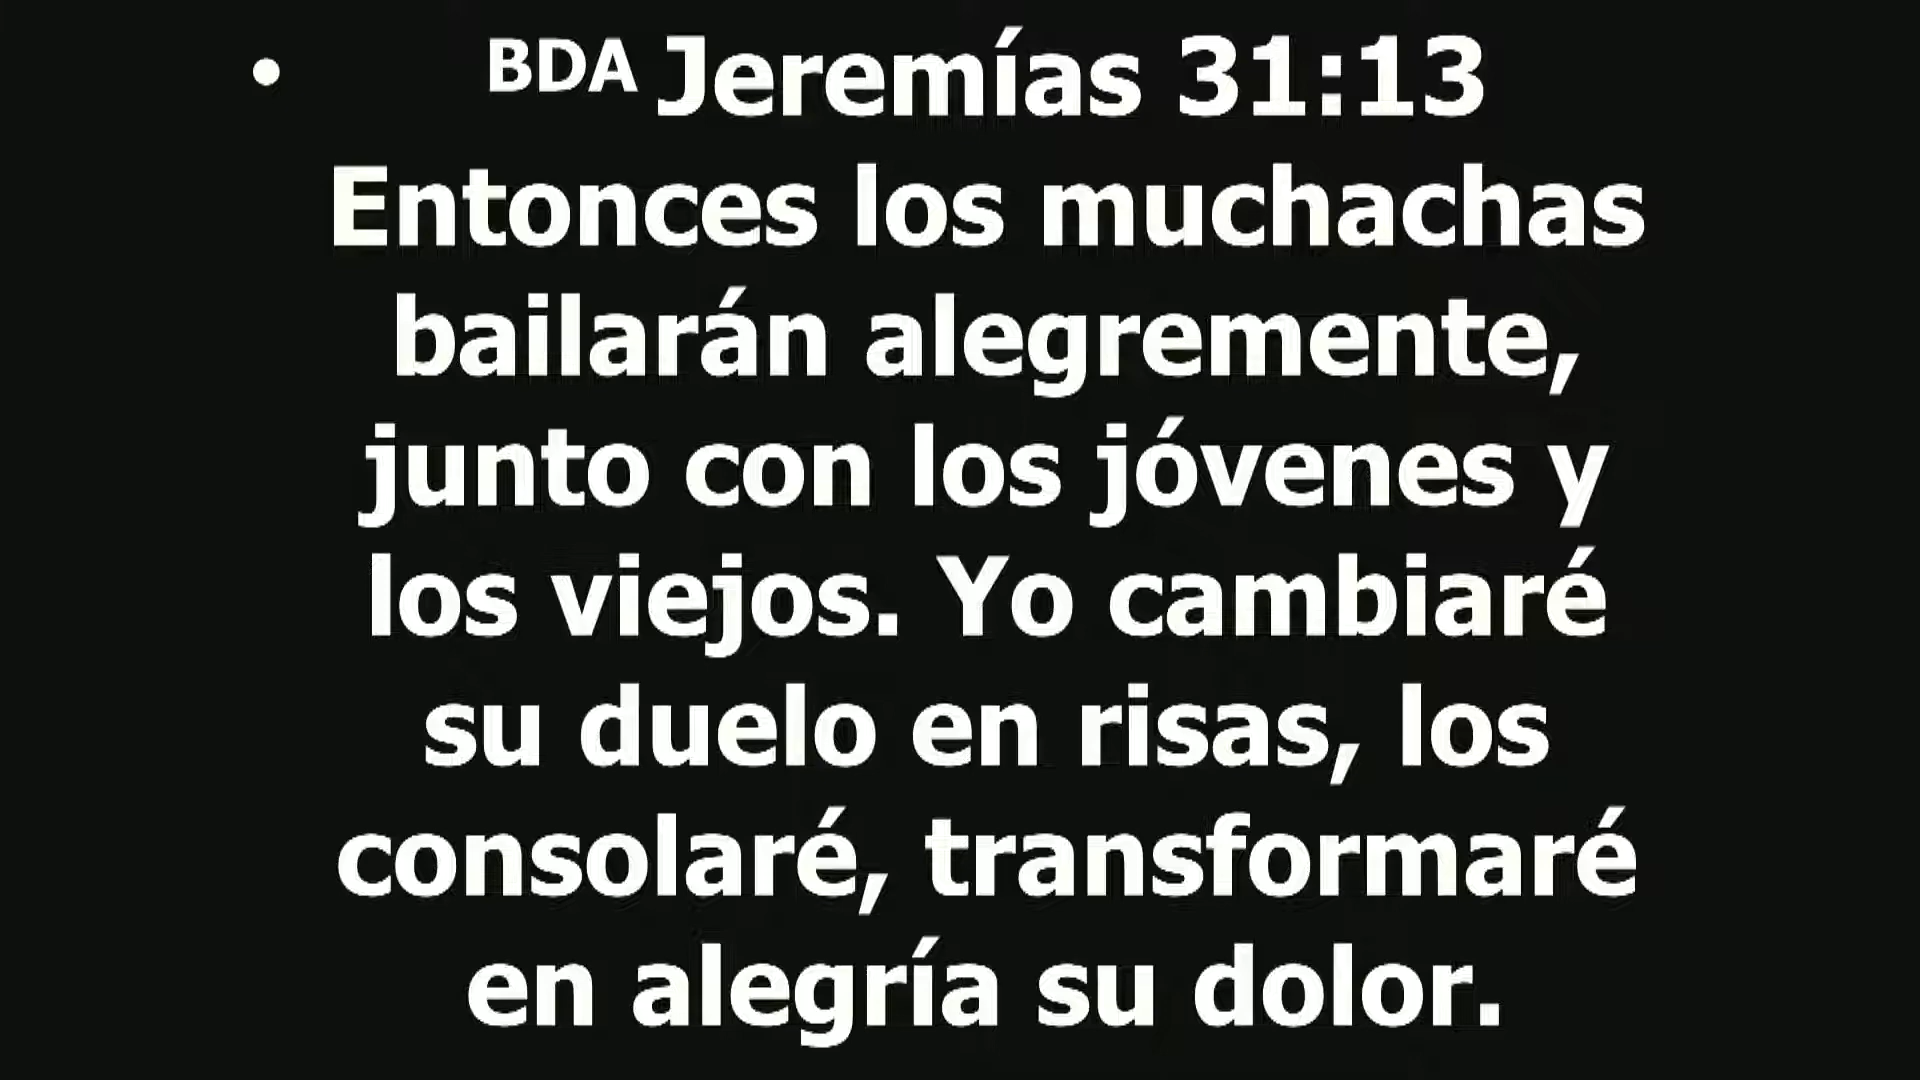 • BDA Jeremías 31:13
Entonces los muchachas
bailarán alegremente,
junto con los jóvenes y
los viejos. Yo cambiaré
su duelo en risas, los
consolaré, transformaré
en alegría su dolor.